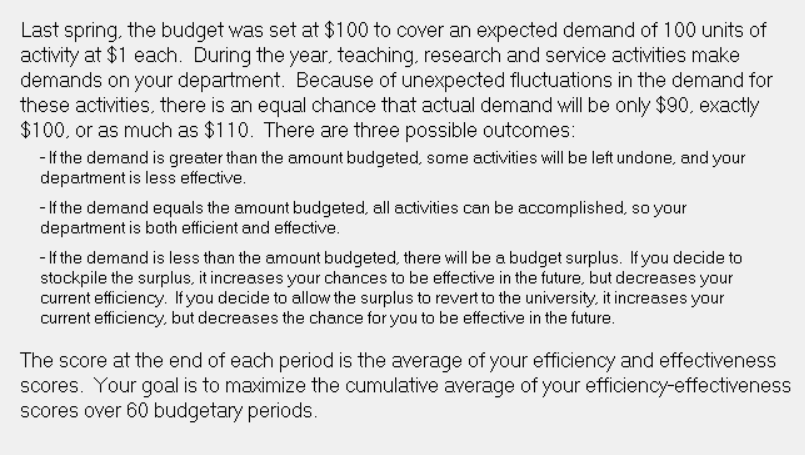 Last spring, the budget was set at $100 to cover an expected demand of 100 units of
activity at $1 each. During the year, teaching, research and service activities make
demands on your department. Because of unexpected fluctuations in the demand for
these activities, there is an equal chance that actual demand will be only $90, exactly
$100, or as much as $110. There are three possible outcomes:
- If the demand is greater than the amount budgeted, some activities will be left undone, and your
department is less effective.
- If the demand equals the amount budgeted, all activities can be accomplished, so your
department is both efficient and effective.
- If the demand is less than the amount budgeted, there will be a budget surplus. If you decide to
stockpile the surplus, it increases your chances to be effective in the future, but decreases your
current efficiency. If you decide to allow the surplus to revert to the university, it increases your
current efficiency, but decreases the chance for you to be effective in the future.
The score at the end of each period is the average of your efficiency and effectiveness
scores. Your goal is to maximize the cumulative average of your efficiency-effectiveness
scores over 60 budgetary periods.